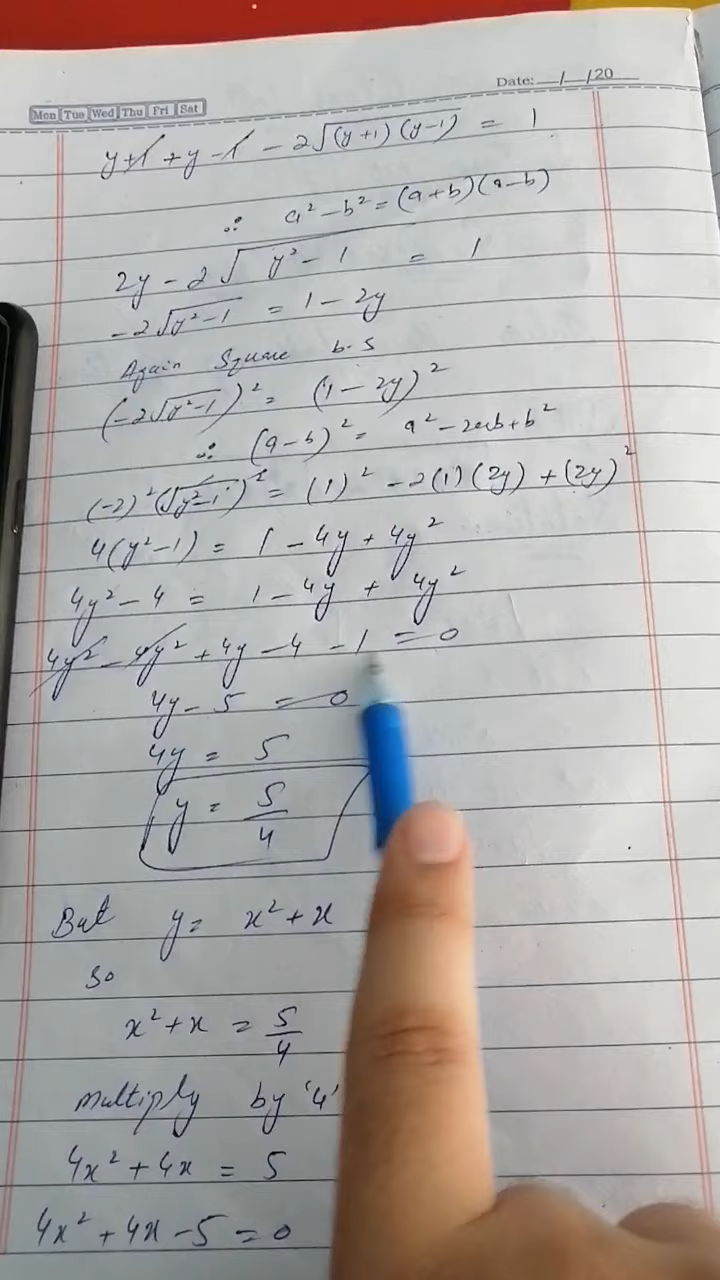 Date: __/__/20__
Mon Tue Wed Thu Fri Sat
y+1 + y-1 - 2√(y+1)(y-1) = 1
∴ a² - b² = (a+b)(a-b)
2y - 2√y² - 1 = 1
-2√y²-1 = 1 - 2y
Again Square b.s
(-2√y²-1)² = (1 - 2y)²
∴ (a-b)² = a² - 2ab + b²
(-2)²(√y²-1)² = (1)² - 2(1)(2y) + (2y)²
4(y²-1) = 1 - 4y + 4y²
4y² - 4 = 1 - 4y + 4y²
4y² - 4y² + 4y - 4 - 1 = 0
4y - 5 = 0
4y = 5
y = 5/4
But y = x² + x
So
x² + x = 5/4
multiply by '4'
4x² + 4x = 5
4x² + 4x - 5 = 0